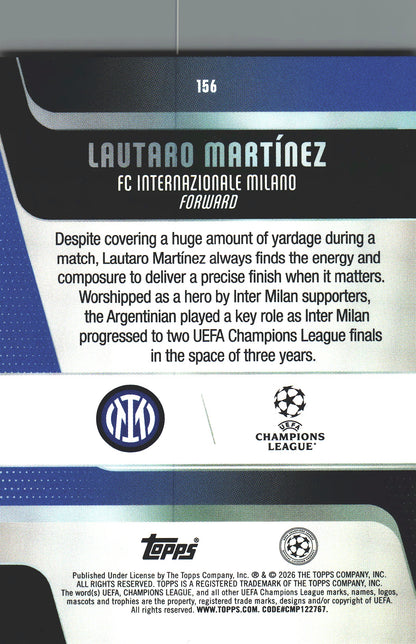 156
LAUTARO MARTÍNEZ
FC INTERNAZIONALE MILANO
FORWARD
Despite covering a huge amount of yardage during a
match, Lautaro Martínez always finds the energy and
composure to deliver a precise finish when it matters.
Worshipped as a hero by Inter Milan supporters,
the Argentinian played a key role as Inter Milan
progressed to two UEFA Champions League finals
in the space of three years.
UEFA
CHAMPIONS
LEAGUE®
Topps
Published Under License by The Topps Company, Inc. ® & © 2026 THE TOPPS COMPANY, INC.
ALL RIGHTS RESERVED. TOPPS IS A REGISTERED TRADEMARK OF THE TOPPS COMPANY, INC.
The word(s) UEFA, CHAMPIONS LEAGUE, and all other UEFA Champions League marks, names, logos,
mascots and trophies are the property, registered trade marks, designs and/or copyright of UEFA.
All rights reserved. WWW.TOPPS.COM. CODE#CMP122767.